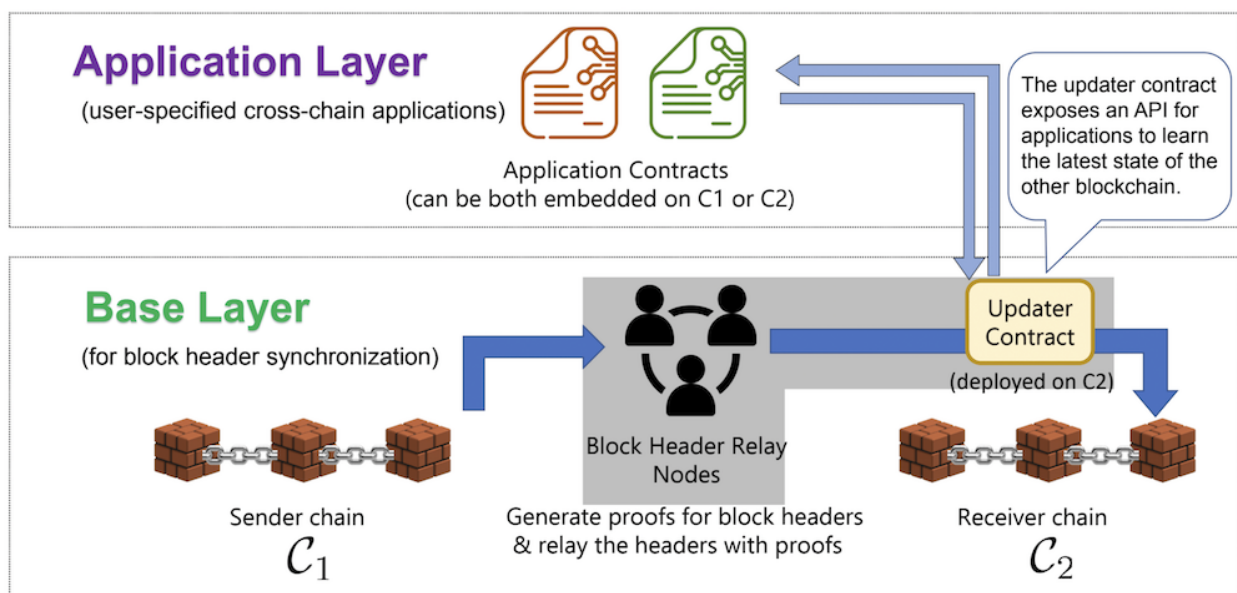 Application Layer
(user-specified cross-chain applications)
Application Contracts
(can be both embedded on C1 or C2)
The updater contract
exposes an API for
applications to learn
the latest state of the
other blockchain.
Base Layer
(for block header synchronization)
Updater
Contract
(deployed on C2)
Block Header Relay
Nodes
Generate proofs for block headers
& relay the headers with proofs
Sender chain
C₁
Receiver chain
C₂